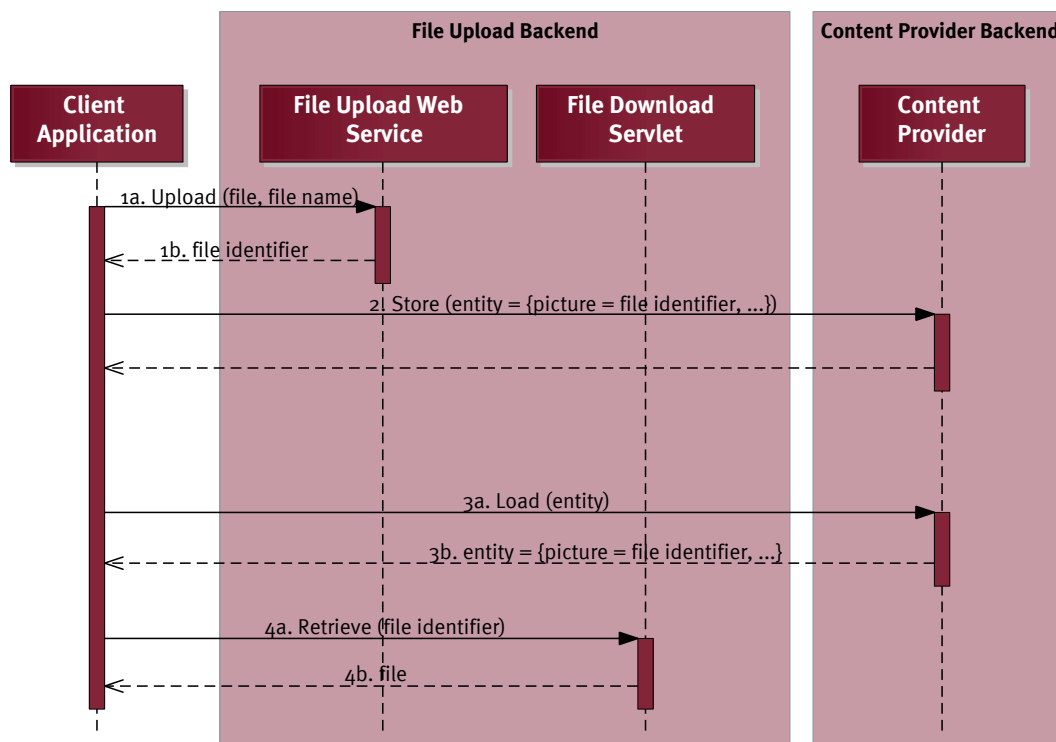 File Upload Backend
Content Provider Backend
Client
Application
File Upload Web
Service
File Download
Servlet
Content
Provider
1a. Upload (file, file name)
1b. file identifier
2. Store (entity = {picture = file identifier, ...})
3a. Load (entity)
3b. entity = {picture = file identifier, ...}
4a. Retrieve (file identifier)
4b. file